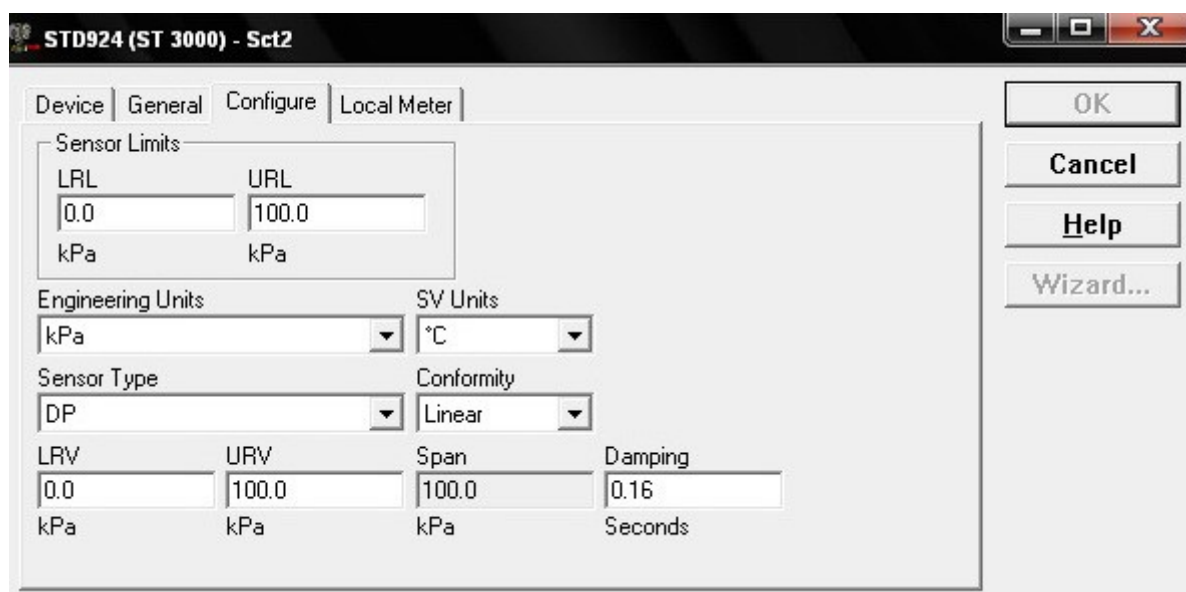 STD924 (ST 3000) - Sct2
Device General Configure Local Meter
OK
Cancel
Help
Wizard...
Sensor Limits
LRL URL
0.0 100.0
kPa kPa
Engineering Units SV Units
kPa °C
Sensor Type Conformity
DP Linear
LRV URV Span Damping
0.0 100.0 100.0 0.16
kPa kPa kPa Seconds